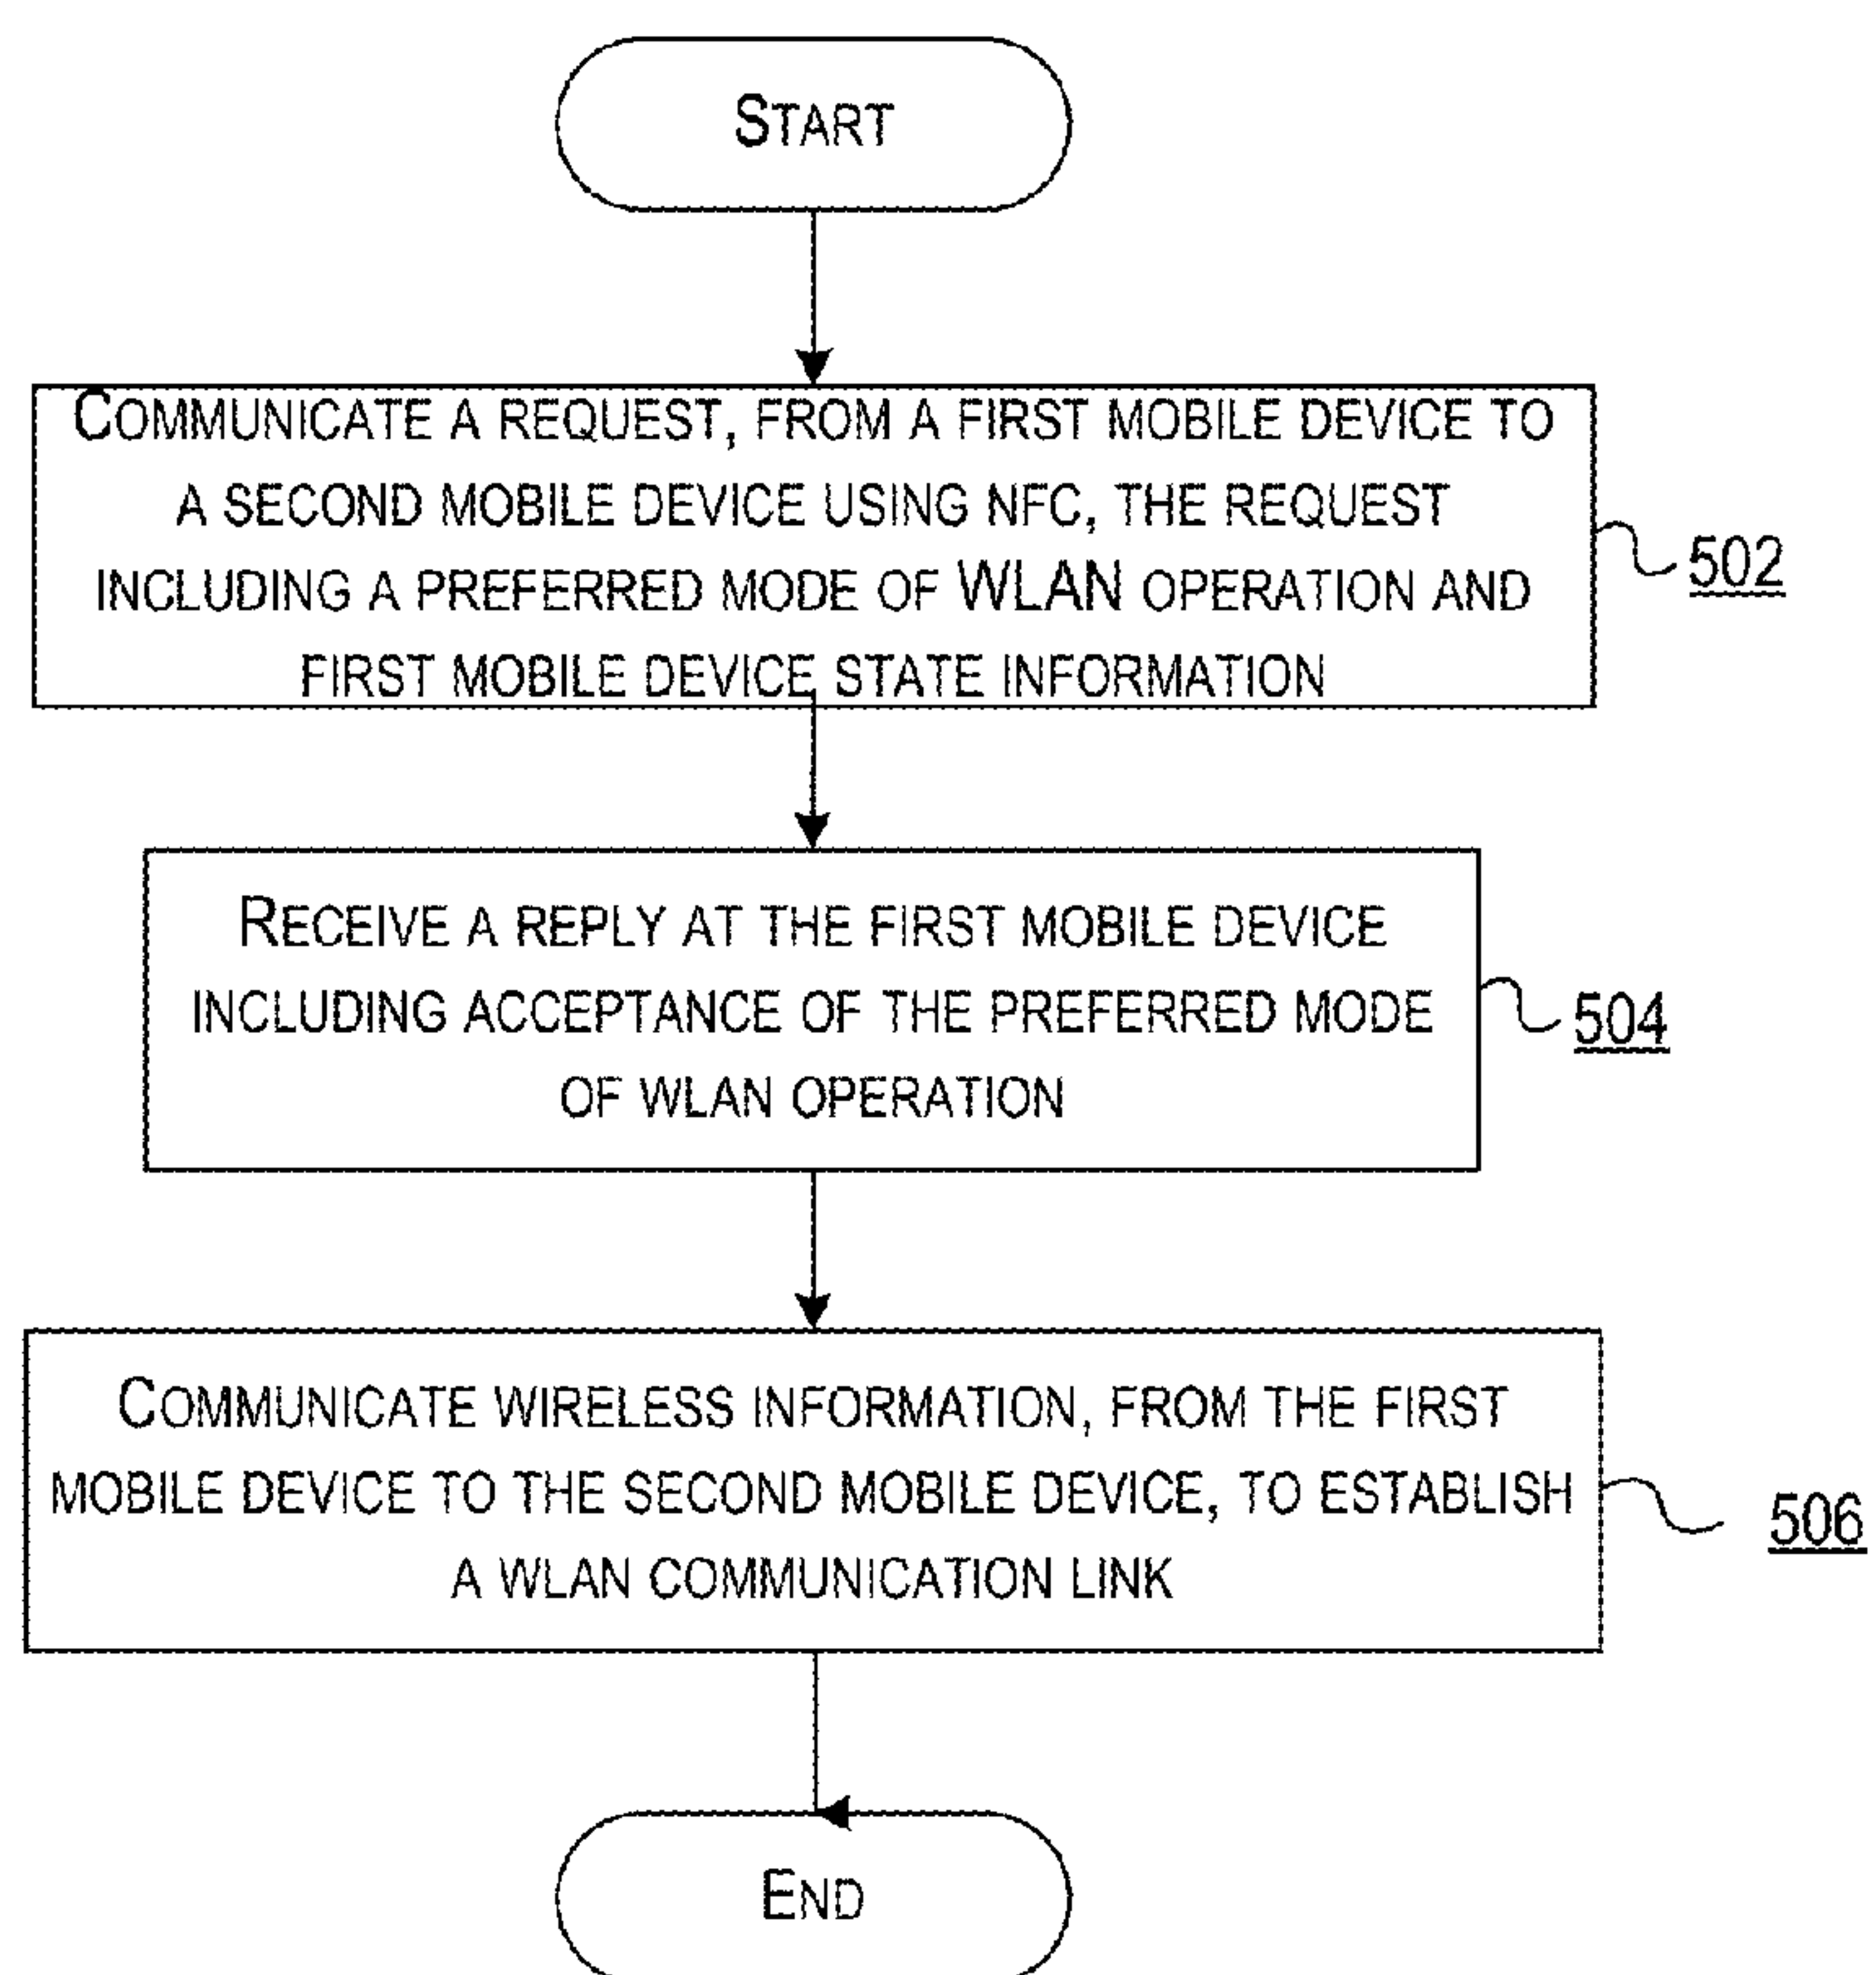 START
COMMUNICATE A REQUEST, FROM A FIRST MOBILE DEVICE TO
A SECOND MOBILE DEVICE USING NFC, THE REQUEST
INCLUDING A PREFERRED MODE OF WLAN OPERATION AND
FIRST MOBILE DEVICE STATE INFORMATION
502
RECEIVE A REPLY AT THE FIRST MOBILE DEVICE
INCLUDING ACCEPTANCE OF THE PREFERRED MODE
OF WLAN OPERATION
504
COMMUNICATE WIRELESS INFORMATION, FROM THE FIRST
MOBILE DEVICE TO THE SECOND MOBILE DEVICE, TO ESTABLISH
A WLAN COMMUNICATION LINK
506
END